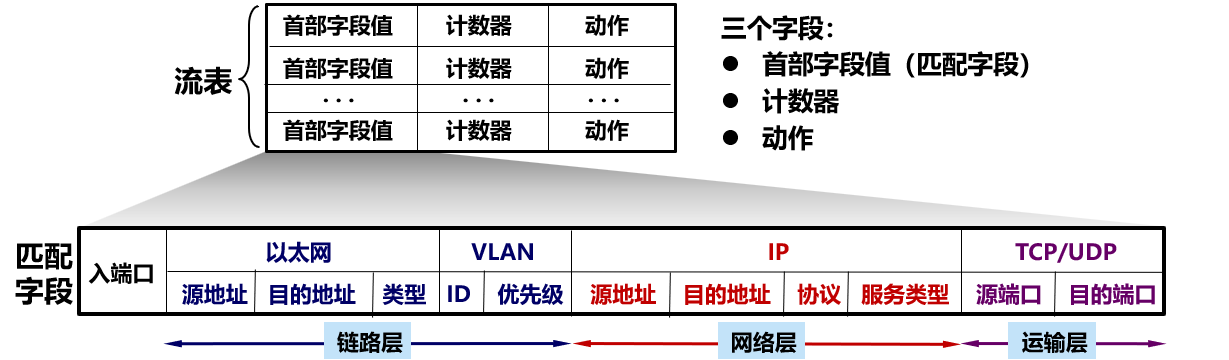 首部字段值 计数器 动作
首部字段值 计数器 动作
... ... ...
首部字段值 计数器 动作
流表
三个字段：
● 首部字段值（匹配字段）
● 计数器
● 动作
匹配
字段
入端口
以太网 VLAN IP TCP/UDP
源地址 目的地址 类型 ID 优先级 源地址 目的地址 协议 服务类型 源端口 目的端口
链路层 网络层 运输层